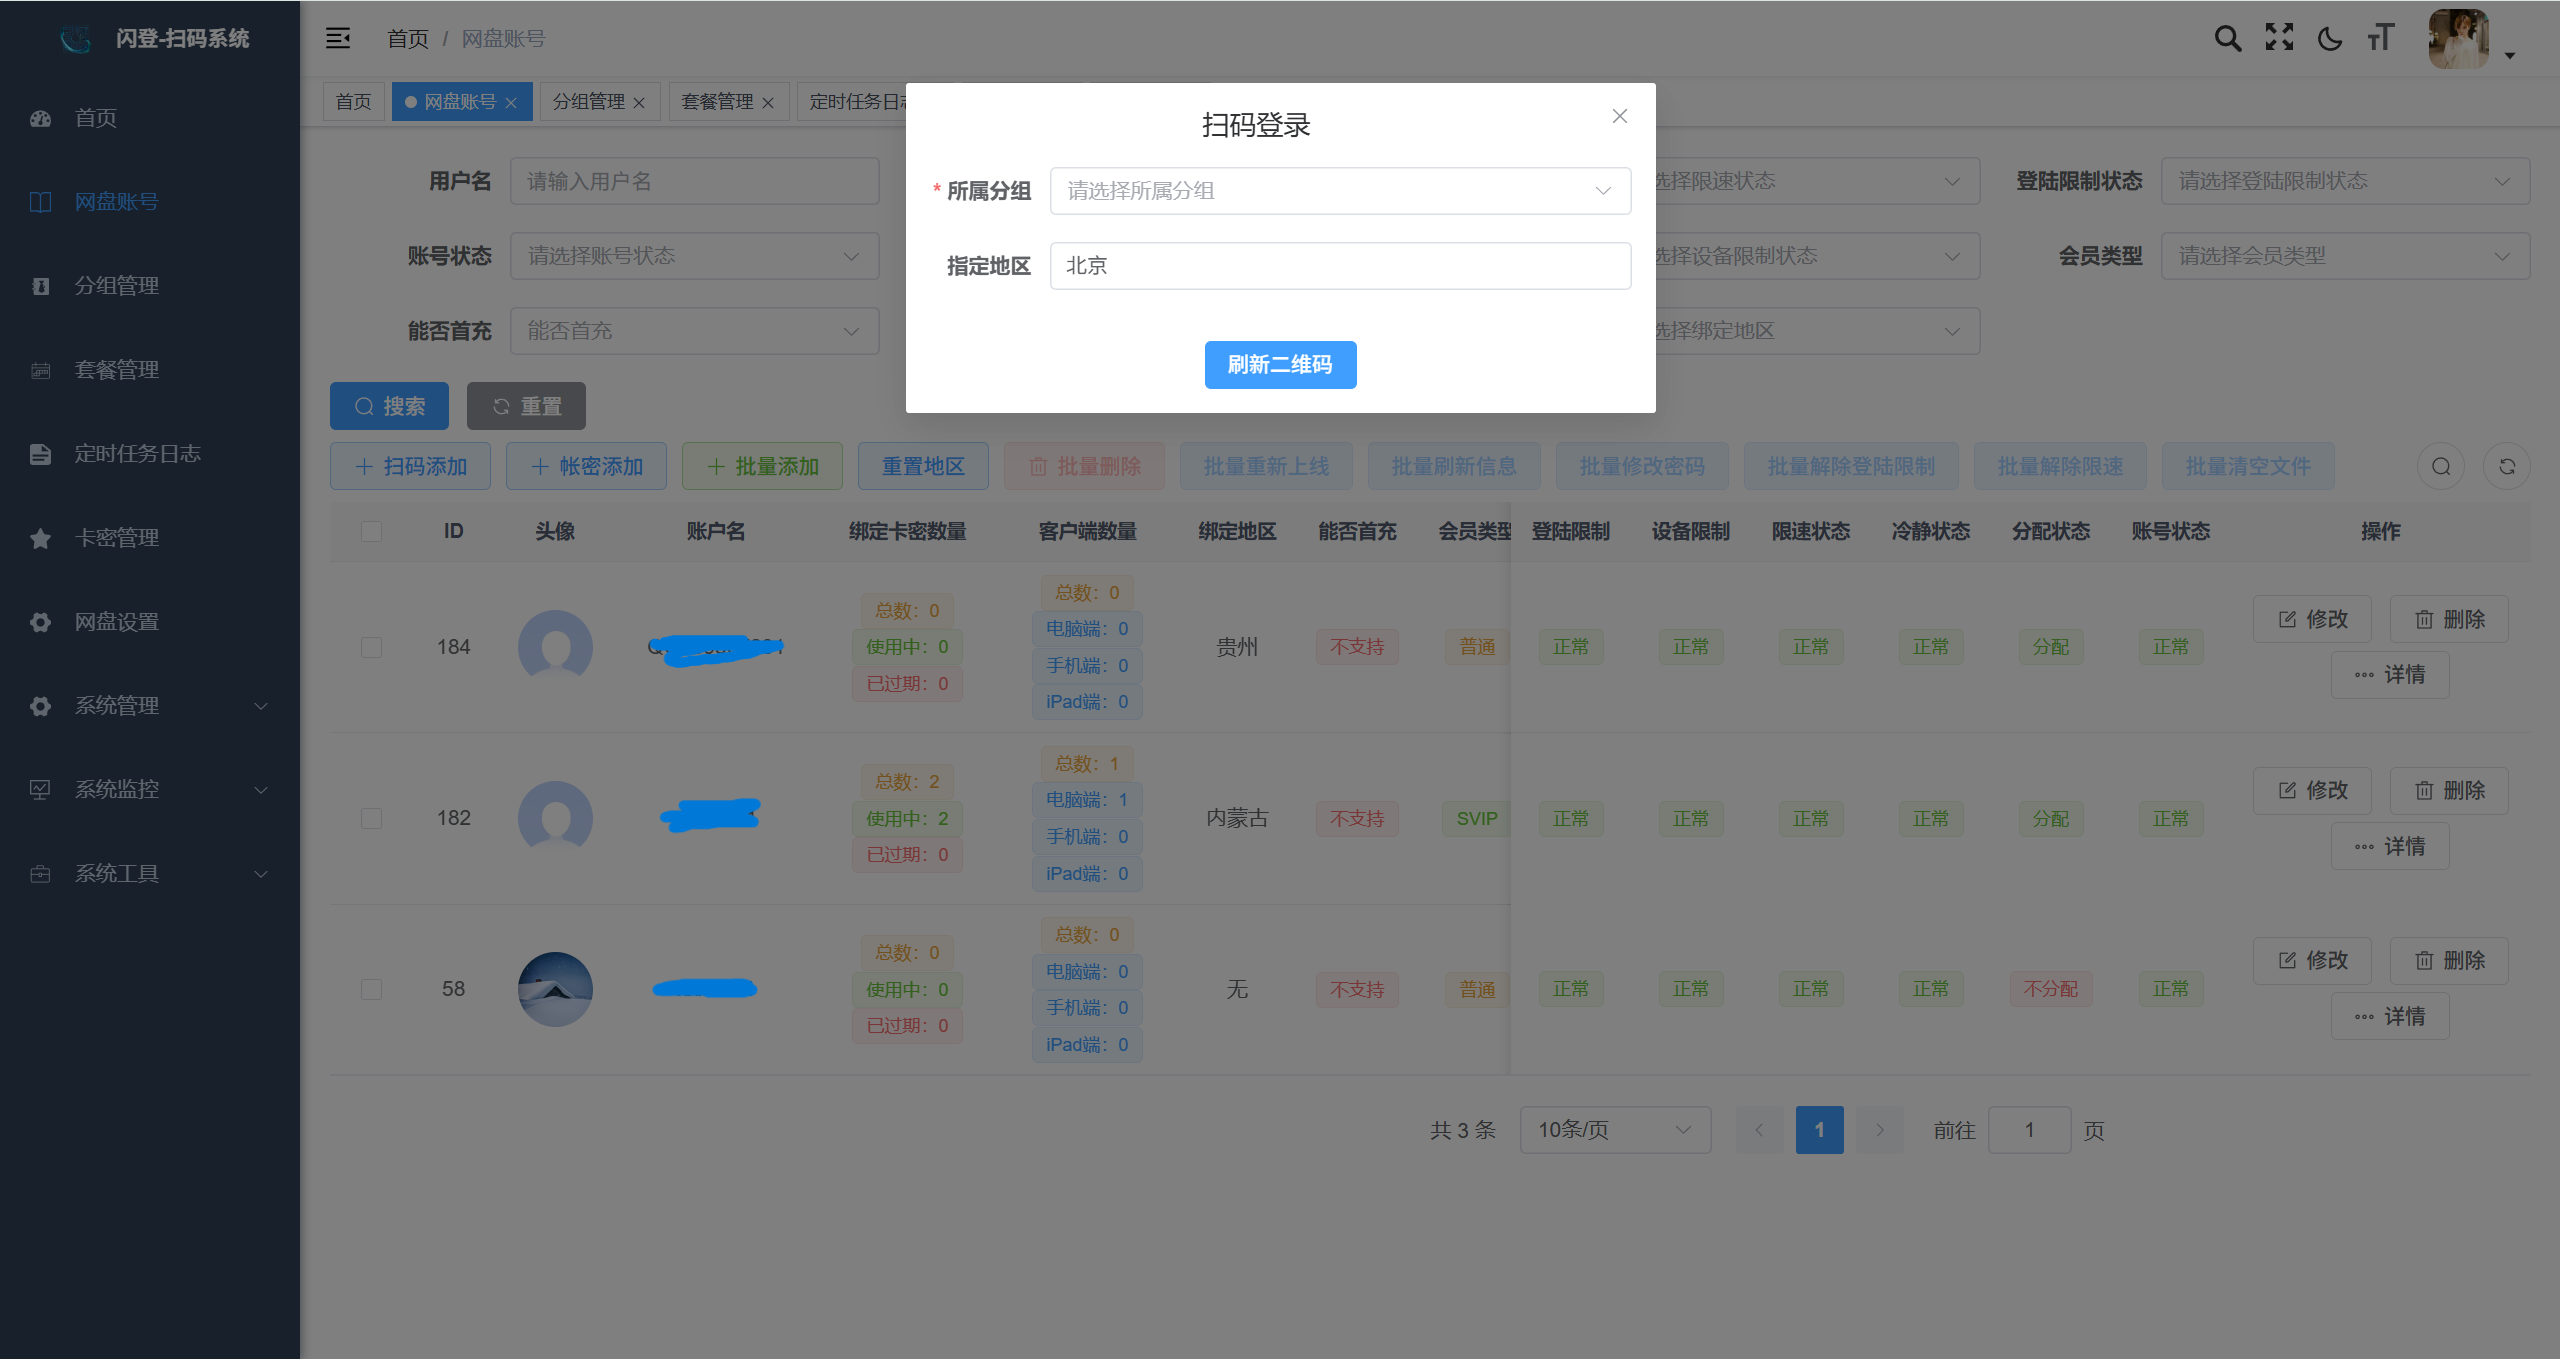 闪登-扫码系统
首页
网盘账号
分组管理
套餐管理
定时任务日志
卡密管理
网盘设置
系统管理
系统监控
系统工具
首页 / 网盘账号
首页 网盘账号 分组管理 套餐管理 定时任务日志
扫码登录
* 所属分组 请选择所属分组
指定地区 北京
刷新二维码
用户名 请输入用户名 选择限速状态 登陆限制状态 请选择登陆限制状态
账号状态 请选择账号状态 选择设备限制状态 会员类型 请选择会员类型
能否首充 能否首充 选择绑定地区
搜索 重置
扫码添加 帐密添加 批量添加 重置地区 批量删除 批量重新上线 批量刷新信息 批量修改密码 批量解除登陆限制 批量解除限速 批量清空文件
ID 头像 账户名 绑定卡密数量 客户端数量 绑定地区 能否首充 会员类型 登陆限制 设备限制 限速状态 冷静状态 分配状态 账号状态 操作
184
总数：0
使用中：0
已过期：0
总数：0
电脑端：0
手机端：0
iPad端：0
贵州 不支持 普通 正常 正常 正常 正常 分配 正常
修改 删除
详情
182
总数：2
使用中：2
已过期：0
总数：1
电脑端：1
手机端：0
iPad端：0
内蒙古 不支持 SVIP 正常 正常 正常 正常 分配 正常
修改 删除
详情
58
总数：0
使用中：0
已过期：0
总数：0
电脑端：0
手机端：0
iPad端：0
无 不支持 普通 正常 正常 正常 正常 不分配 正常
修改 删除
详情
共 3 条 10条/页 1 前往 1 页